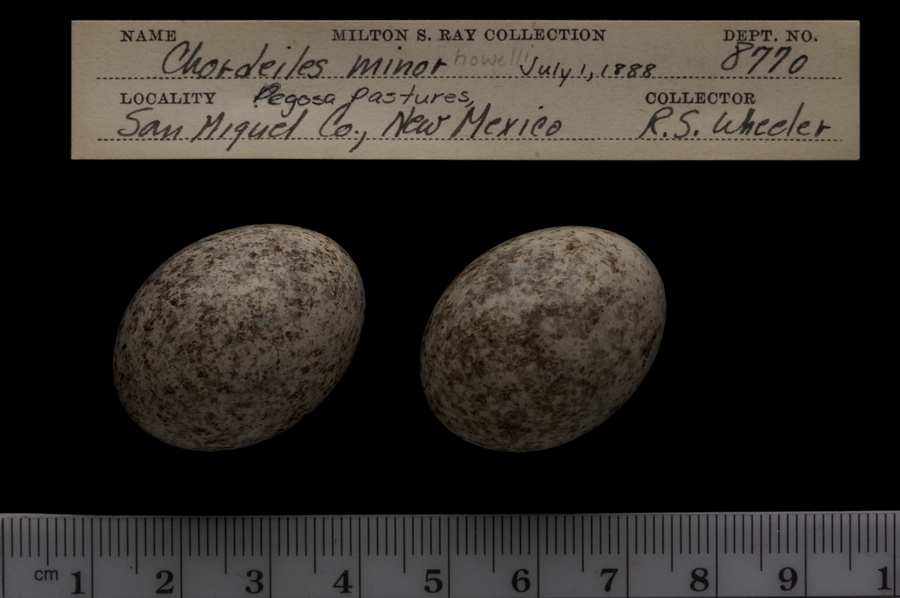 NAME MILTON S. RAY COLLECTION DEPT. NO.
Chordeiles minor howelli July 1, 1888 8770
LOCALITY Pegosa Pastures, COLLECTOR
San Miguel Co., New Mexico R.S. Wheeler
cm 1 2 3 4 5 6 7 8 9 1